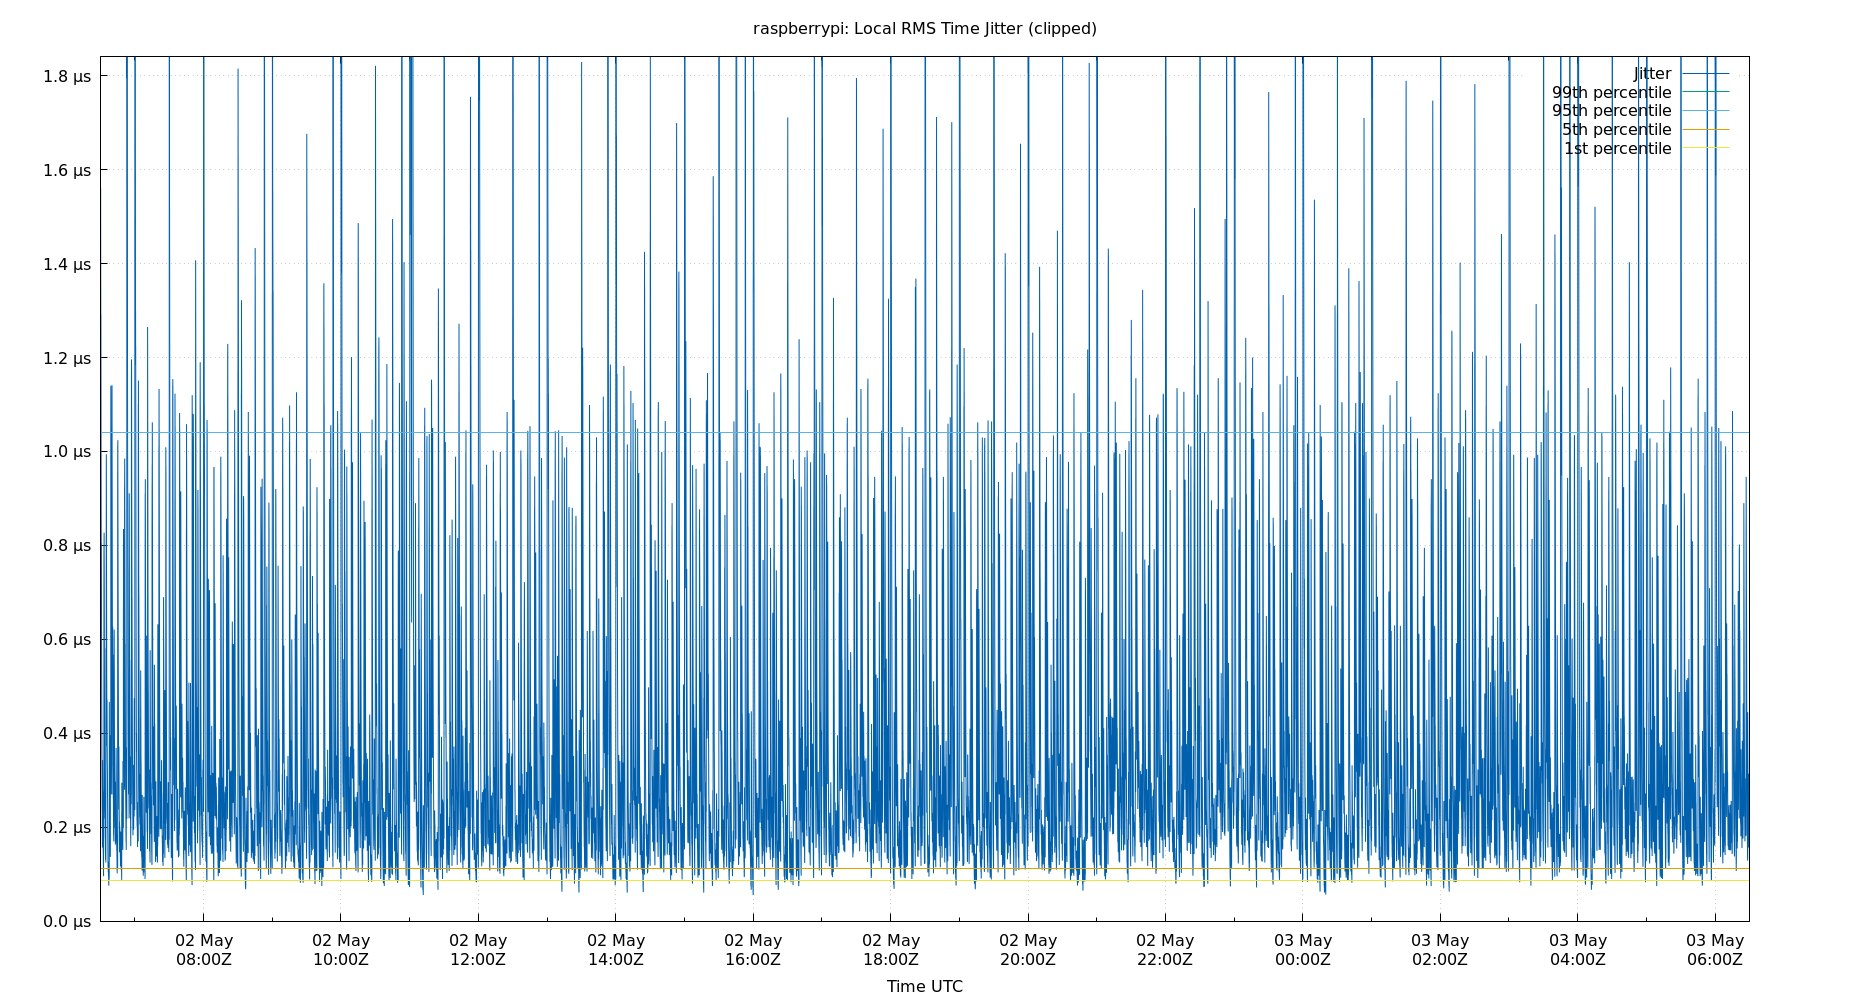 raspberrypi: Local RMS Time Jitter (clipped)
1.8 µs
1.6 µs
1.4 µs
1.2 µs
1.0 µs
0.8 µs
0.6 µs
0.4 µs
0.2 µs
0.0 µs
Jitter
99th percentile
95th percentile
5th percentile
1st percentile
02 May 02 May 02 May 02 May 02 May 02 May 02 May 02 May 03 May 03 May 03 May 03 May
08:00Z 10:00Z 12:00Z 14:00Z 16:00Z 18:00Z 20:00Z 22:00Z 00:00Z 02:00Z 04:00Z 06:00Z
Time UTC